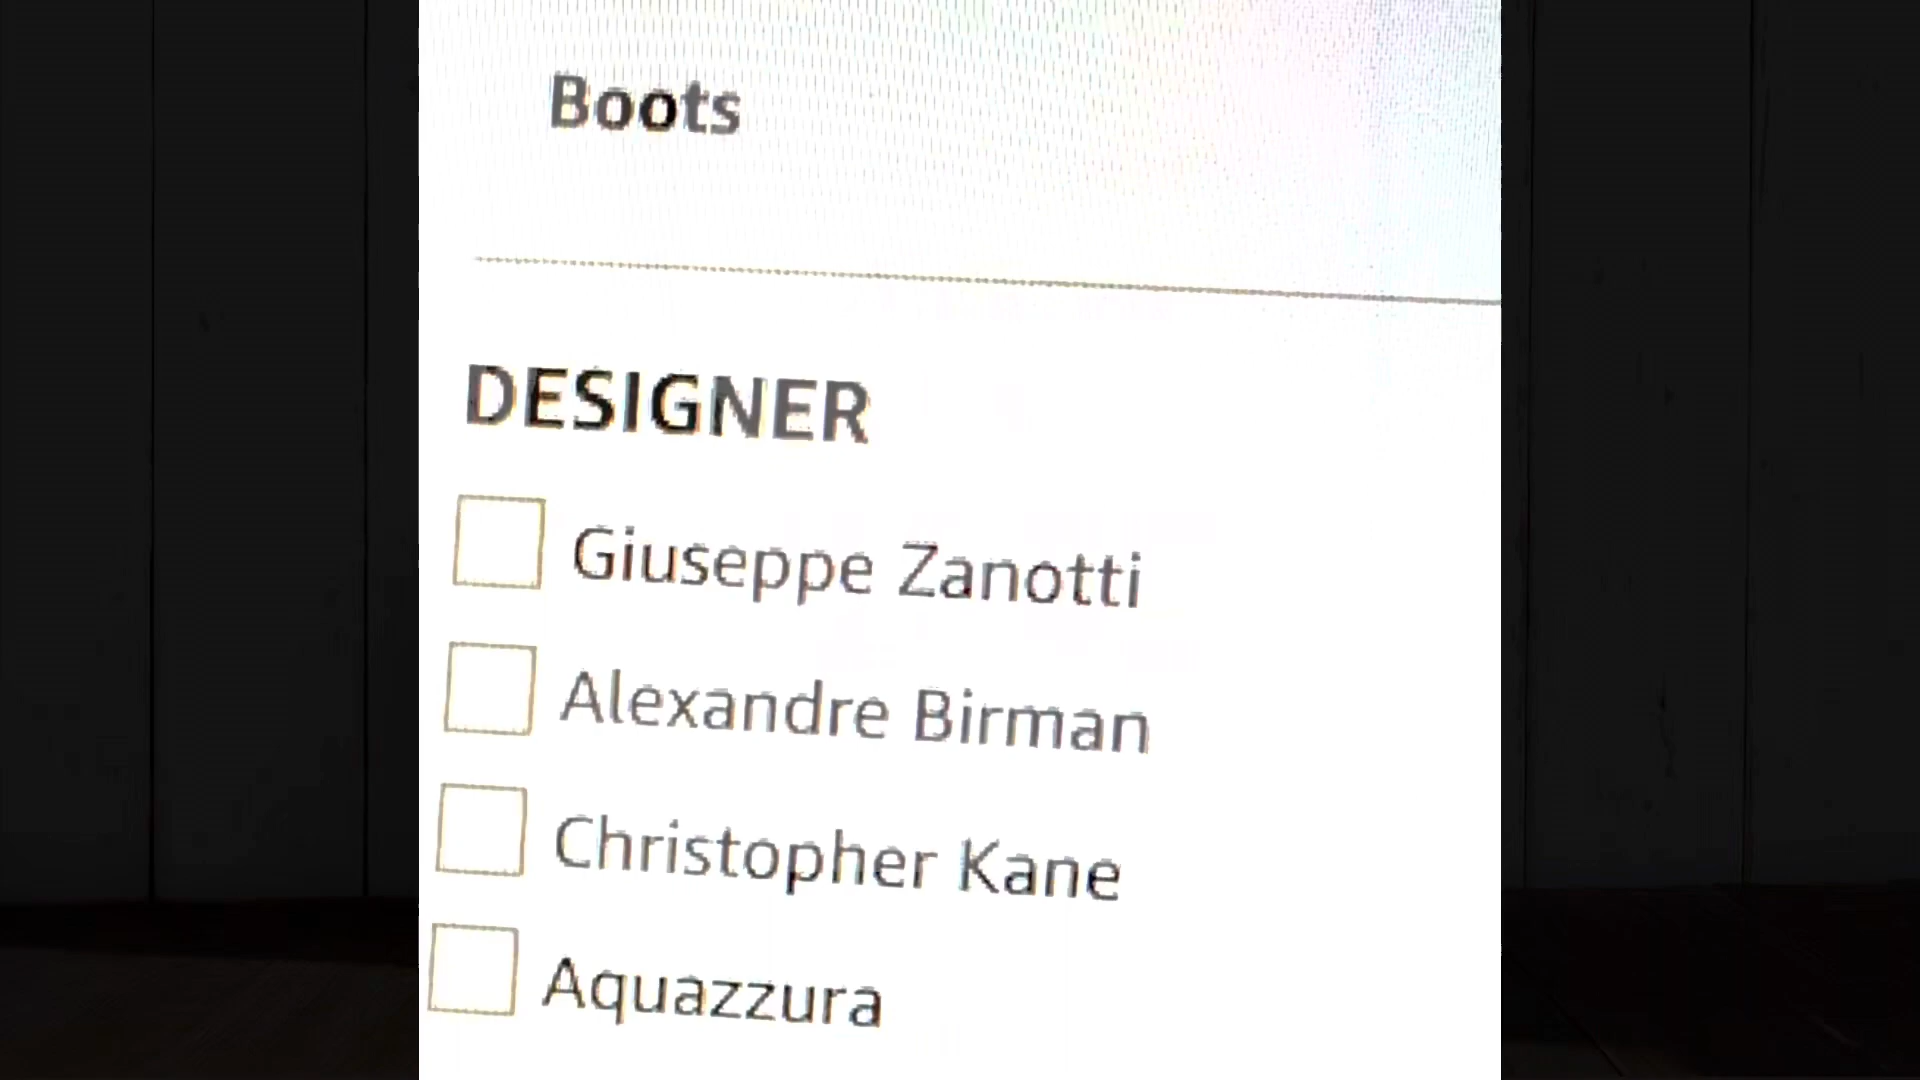 Boots
DESIGNER
Giuseppe Zanotti
Alexandre Birman
Christopher Kane
Aquazzura